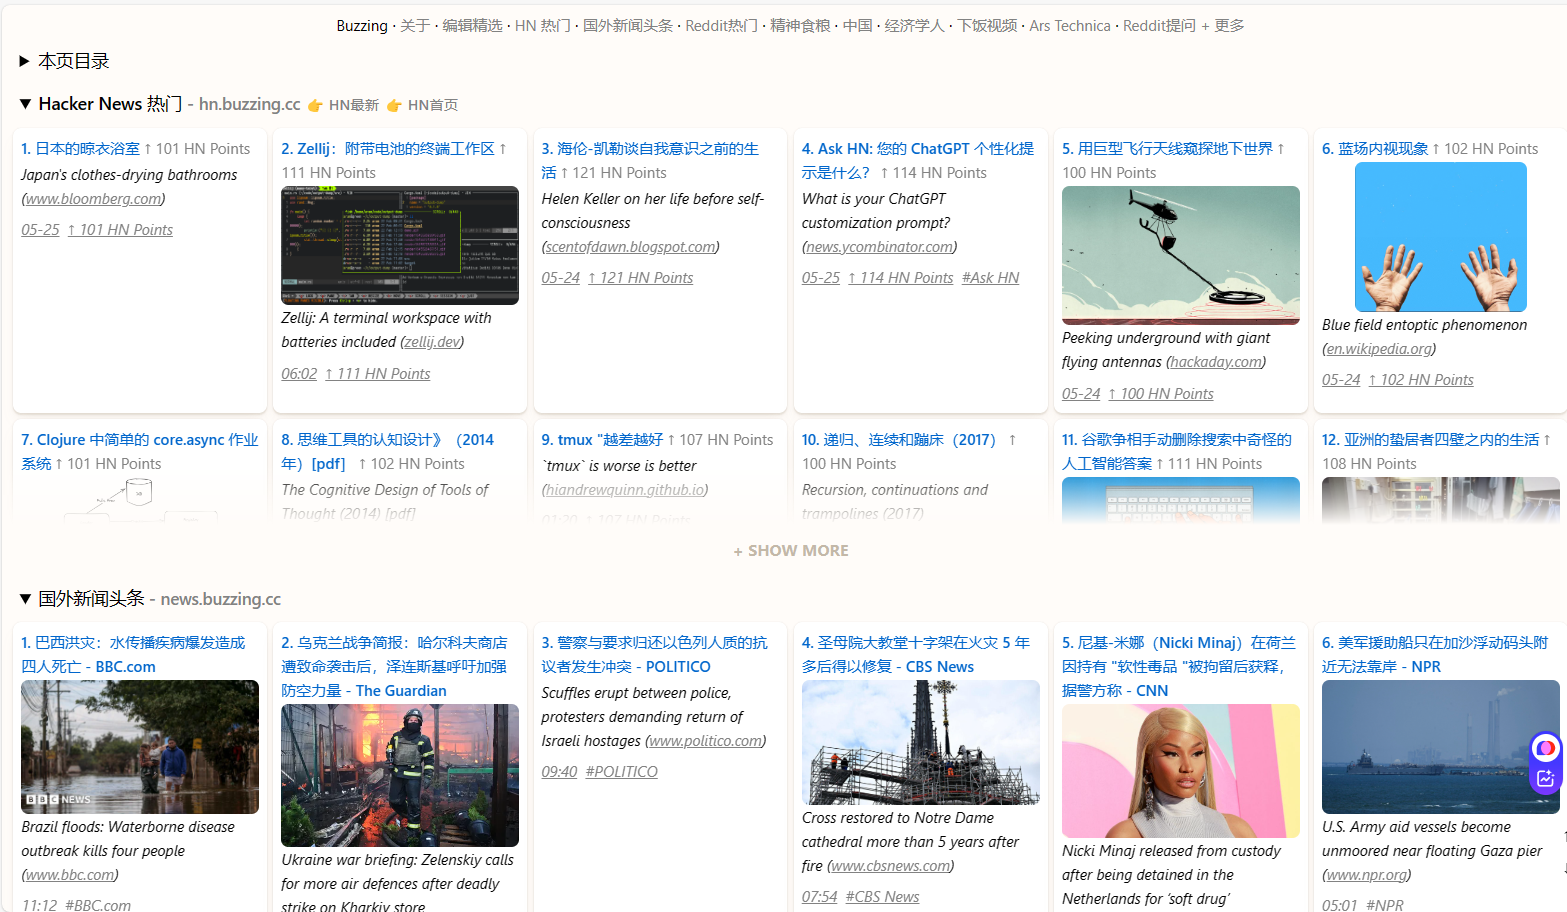 Buzzing · 关于 · 编辑精选 · HN 热门 · 国外新闻头条 · Reddit热门 · 精神食粮 · 中国 · 经济学人 · 下饭视频 · Ars Technica · Reddit提问 + 更多
▶ 本页目录
▼ Hacker News 热门 - hn.buzzing.cc 👉 HN最新 👉 HN首页
1. 日本的晾衣浴室 ↑ 101 HN Points
Japan's clothes-drying bathrooms
(www.bloomberg.com)
05-25 ↑ 101 HN Points
2. Zellij：附带电池的终端工作区 ↑
111 HN Points
Zellij: A terminal workspace with
batteries included (zellij.dev)
06:02 ↑ 111 HN Points
3. 海伦-凯勒谈自我意识之前的生
活 ↑ 121 HN Points
Helen Keller on her life before self-
consciousness
(scentofdawn.blogspot.com)
05-24 ↑ 121 HN Points
4. Ask HN: 您的 ChatGPT 个性化提
示是什么？ ↑ 114 HN Points
What is your ChatGPT
customization prompt?
(news.ycombinator.com)
05-25 ↑ 114 HN Points #Ask HN
5. 用巨型飞行天线窥探地下世界 ↑
100 HN Points
Peeking underground with giant
flying antennas (hackaday.com)
05-24 ↑ 100 HN Points
6. 蓝场内视现象 ↑ 102 HN Points
Blue field entoptic phenomenon
(en.wikipedia.org)
05-24 ↑ 102 HN Points
7. Clojure 中简单的 core.async 作业
系统 ↑ 101 HN Points
8. 思维工具的认知设计》（2014
年）[pdf] ↑ 102 HN Points
The Cognitive Design of Tools of
Thought (2014) [pdf]
9. tmux "越差越好 ↑ 107 HN Points
`tmux` is worse is better
(hiandrewquinn.github.io)
01:20 ↑ 107 HN Points
10. 递归、连续和蹦床（2017） ↑
100 HN Points
Recursion, continuations and
trampolines (2017)
11. 谷歌争相手动删除搜索中奇怪的
人工智能答案 ↑ 111 HN Points
12. 亚洲的蛰居者四壁之内的生活 ↑
108 HN Points
+ SHOW MORE
▼ 国外新闻头条 - news.buzzing.cc
1. 巴西洪灾：水传播疾病爆发造成
四人死亡 - BBC.com
BBC NEWS
Brazil floods: Waterborne disease
outbreak kills four people
(www.bbc.com)
11:12 #BBC.com
2. 乌克兰战争简报：哈尔科夫商店
遭致命袭击后，泽连斯基呼吁加强
防空力量 - The Guardian
Ukraine war briefing: Zelenskiy calls
for more air defences after deadly
strike on Kharkiv store
3. 警察与要求归还以色列人质的抗
议者发生冲突 - POLITICO
Scuffles erupt between police,
protesters demanding return of
Israeli hostages (www.politico.com)
09:40 #POLITICO
4. 圣母院大教堂十字架在火灾 5 年
多后得以修复 - CBS News
Cross restored to Notre Dame
cathedral more than 5 years after
fire (www.cbsnews.com)
07:54 #CBS News
5. 尼基-米娜（Nicki Minaj）在荷兰
因持有 "软性毒品 "被拘留后获释，
据警方称 - CNN
Nicki Minaj released from custody
after being detained in the
Netherlands for 'soft drug'
6. 美军援助船只在加沙浮动码头附
近无法靠岸 - NPR
U.S. Army aid vessels become
unmoored near floating Gaza pier
(www.npr.org)
05:01 #NPR